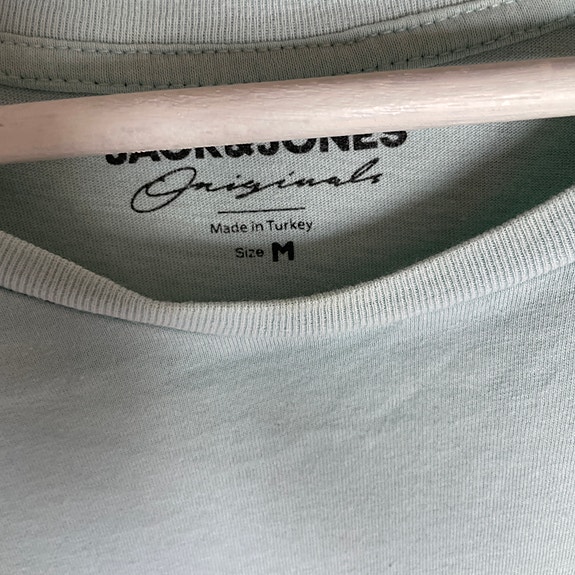 JACK&JONES
Originals
Made in Turkey
Size M